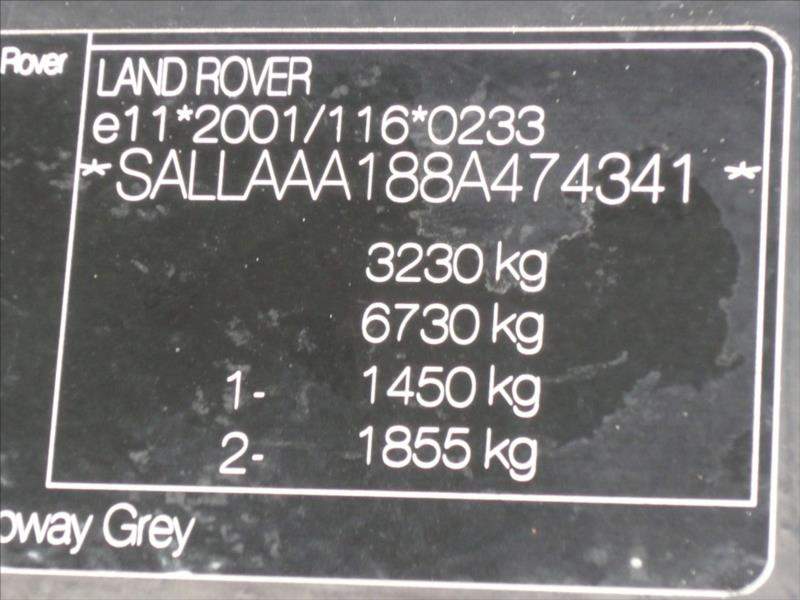 Rover
LAND ROVER
e11*2001/116*0233
*SALLAAA188A474341*
3230 kg
6730 kg
1- 1450 kg
2- 1855 kg
Grey